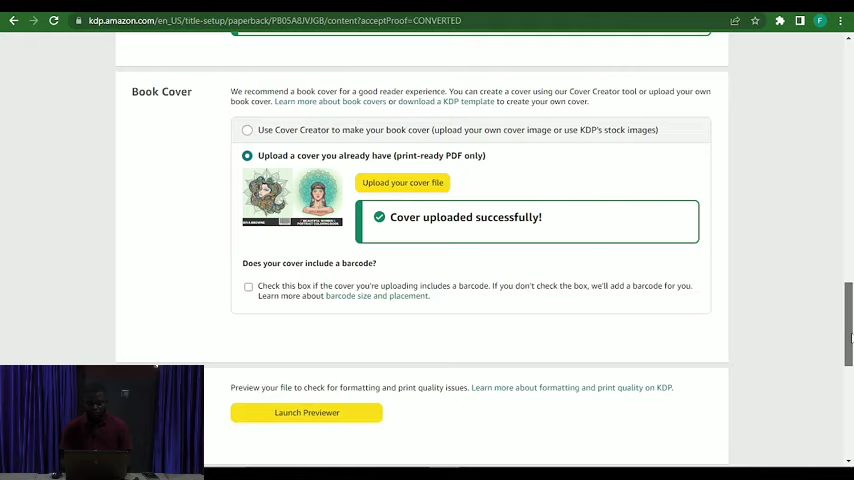 kdp.amazon.com/en_US/title-setup/paperback/PB0SA8JVJGB/content?acceptProof=CONVERTED
F
Book Cover
We recommend a book cover for a good reader experience. You can create a cover using our Cover Creator tool or upload your own
book cover. Learn more about book covers or download a KDP template to create your own cover.
Use Cover Creator to make your book cover (upload your own cover image or use KDP's stock images)
Upload a cover you already have (print-ready PDF only)
Upload your cover file
Cover uploaded successfully!
Does your cover include a barcode?
Check this box if the cover you're uploading includes a barcode. If you don't check the box, we'll add a barcode for you.
Learn more about barcode size and placement.
Preview your file to check for formatting and print quality issues. Learn more about formatting and print quality on KDP.
Launch Previewer